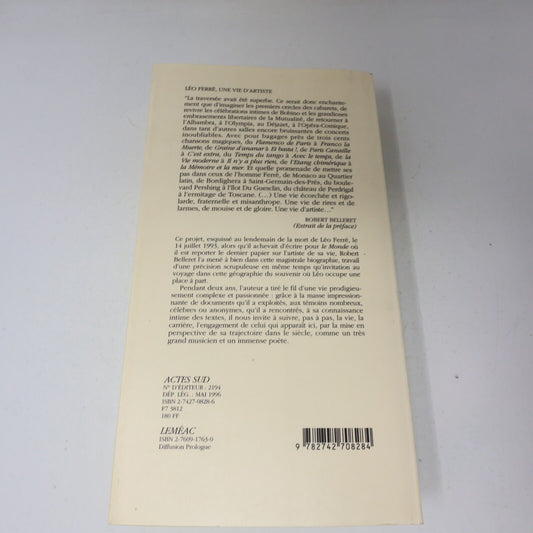 LÉO FERRÉ, UNE VIE D'ARTISTE
"La traversée avait été superbe. Ce serait donc enchante-
ment que d'imaginer les premiers cercles des cabarets, de
revivre les célébrations intimes de Bobino et les grandioses
embrasements libertaires de la Mutualité, de retourner à
l'Alhambra, à l'Olympia, au Déjazet, à l'Opéra-Comique,
dans tant d'autres salles encore bruissantes de concerts
inoubliables. Avec pour bagages près de trois cents
chansons magiques, du Flamenco de Paris à Franco la
Muerte, de Graine d'ananar à Et basta !, de Paris Canaille
à C'est extra, du Temps du tango à Avec le temps, de la
Vie moderne à Il n'y a plus rien, de l'Etang chimérique à
la Mémoire et la mer. Et quelle promenade de mettre ses
pas dans ceux de l'homme Ferré, de Monaco au Quartier
latin, de Bordighera à Saint-Germain-des-Prés, du boule-
vard Pershing à l'îlot Du Guesclin, du château de Perdrigal
à l'ermitage de Toscane. (...) Une vie écorchée et rigo-
larde, fraternelle et misanthrope. Une vie de rires et de
larmes, de mouise et de gloire. Une vie d'artiste..."
ROBERT BELLERET
(Extrait de la préface)
Ce projet, esquissé au lendemain de la mort de Léo Ferré, le
14 juillet 1993, alors qu'il achevait d'écrire pour le Monde où
il est reporter le dernier papier sur l'artiste de sa vie, Robert
Belleret l'a mené à bien dans cette magistrale biographie, travail
d'une précision scrupuleuse en même temps qu'invitation au
voyage dans cette géographie du souvenir où Léo occupe une
place à part.
Pendant deux ans, l'auteur a tiré le fil d'une vie prodigieu-
sement complexe et passionnée : grâce à la masse impression-
nante de documents qu'il a exploités, aux témoins nombreux,
célèbres ou anonymes, qu'il a rencontrés, à sa connaissance
intime des textes, il nous invite à suivre, pas à pas, la vie, la
carrière, l'engagement de celui qui apparaît ici, par la mise en
perspective de sa trajectoire dans le siècle, comme un très
grand musicien et un immense poète.
ACTES SUD
N° D'ÉDITEUR : 2194
DÉP. LÉG. : MAI 1996
ISBN 2-7427-0828-6
F7 3812
180 FF
LEMÉAC
ISBN 2-7609-1763-0
Diffusion Prologue
9 782742 708284